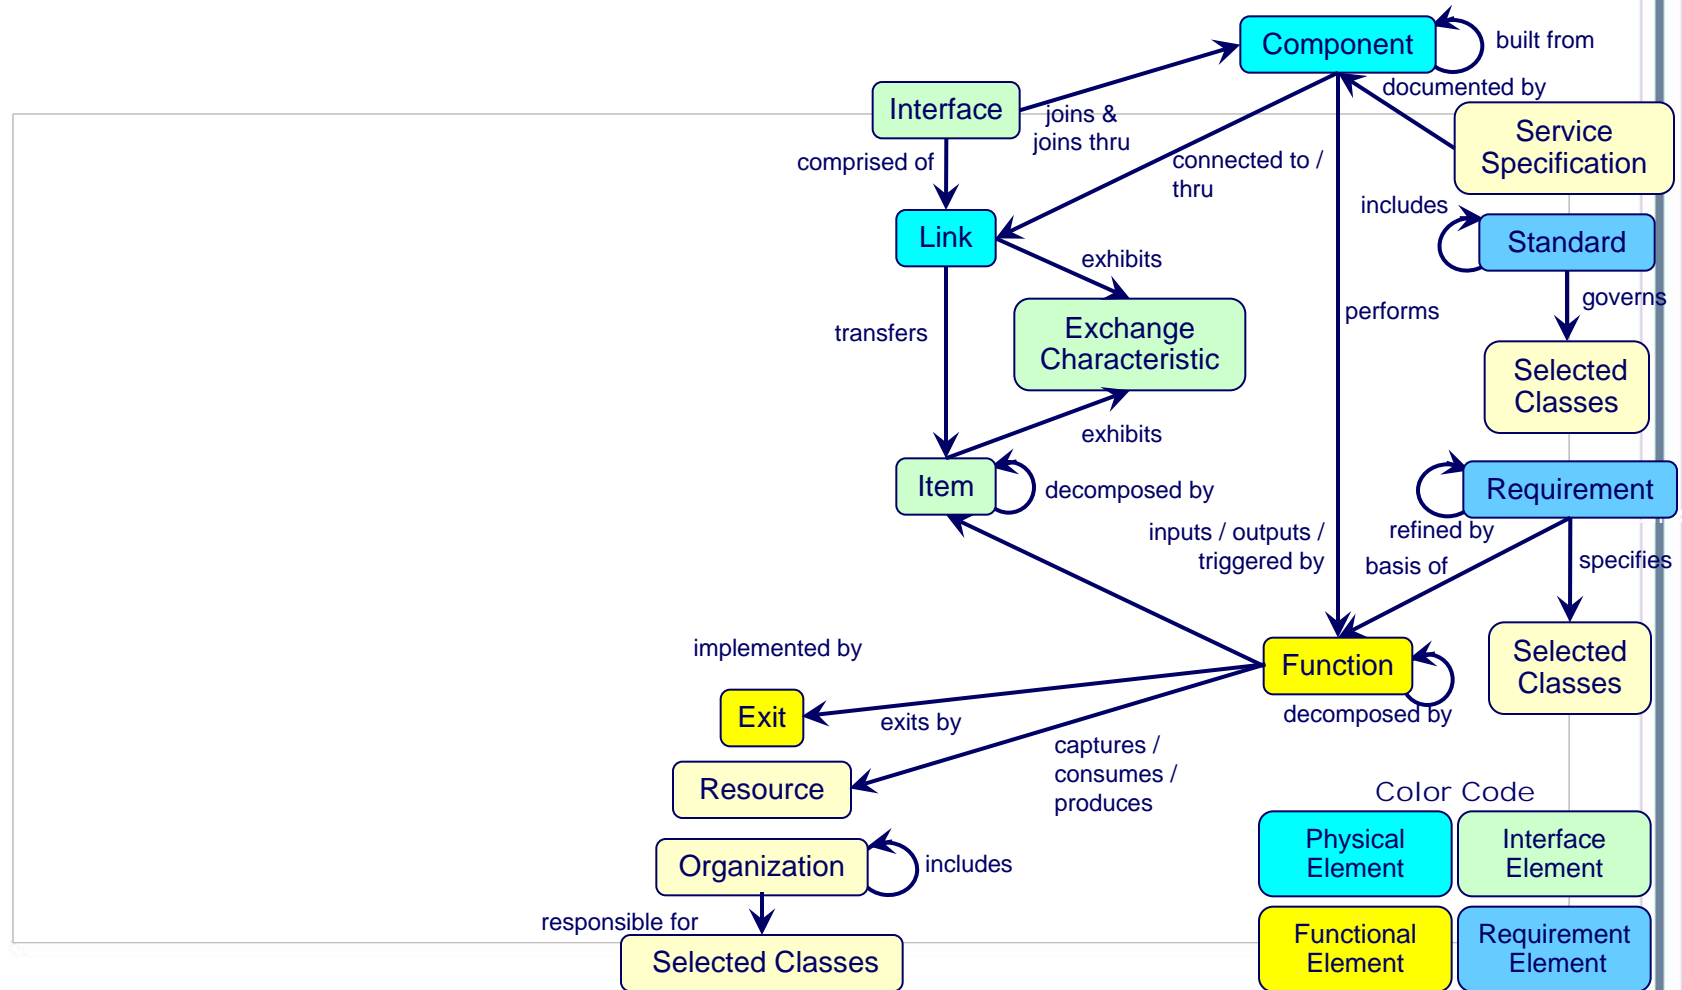 Component
built from
documented by
Interface
joins &
joins thru
Service
Specification
comprised of
connected to /
thru
includes
Link
Standard
exhibits
governs
Exchange
Characteristic
performs
transfers
Selected
Classes
exhibits
Item
decomposed by
Requirement
refined by
inputs / outputs /
triggered by
basis of
specifies
implemented by
Function
Selected
Classes
decomposed by
Exit
exits by
captures /
consumes /
produces
Resource
Color Code
Physical
Element
Interface
Element
Organization
includes
responsible for
Functional
Element
Requirement
Element
Selected Classes